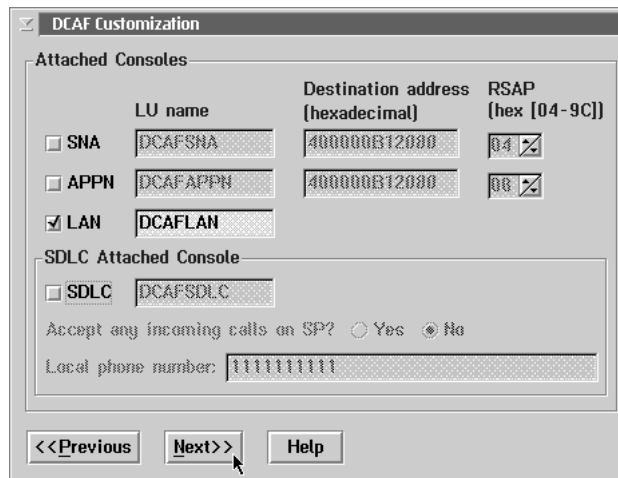 DCAF Customization
Attached Consoles
LU name Destination address (hexadecimal) RSAP (hex [04-9C])
SNA DCAFSNA 400000B12080 04
APPN DCAFAPPN 400000B12080 08
LAN DCAFLAN
SDLC Attached Console
SDLC DCAFSDLC
Accept any incoming calls on SP? Yes No
Local phone number: 1111111111
<<Previous Next>> Help